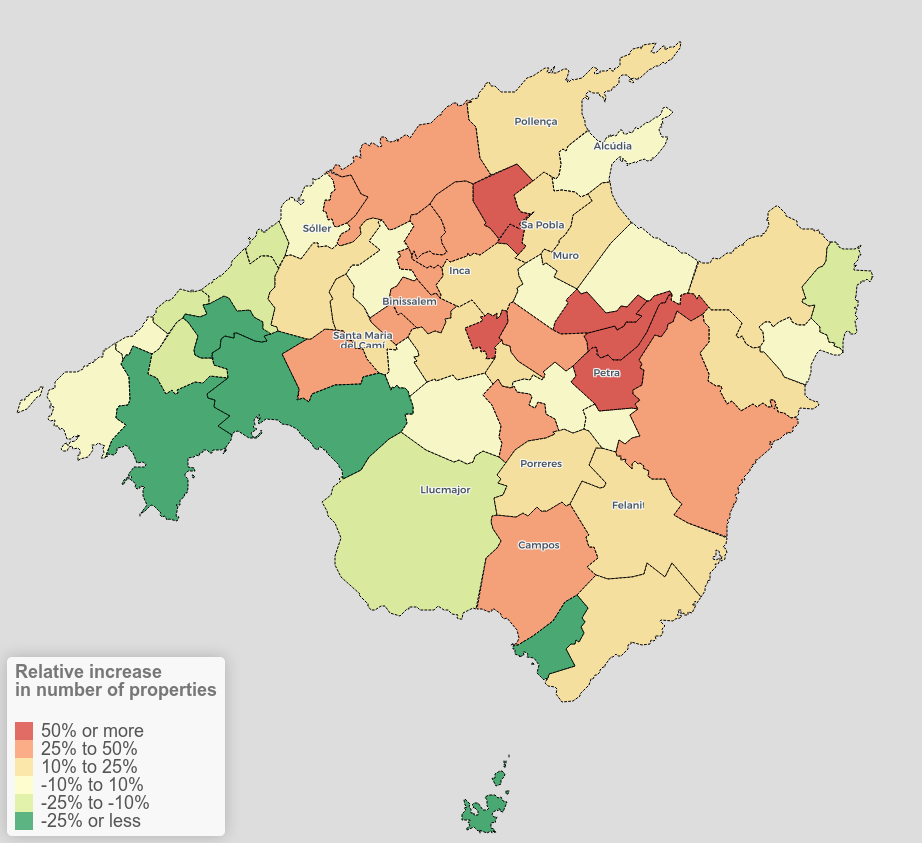 Pollença
Alcúdia
Sóller
Sa Pobla
Muro
Inca
Binissalem
Santa Maria
del Camí
Petra
Porreres
Llucmajor
Felanit
Campos
Relative increase
in number of properties
50% or more
25% to 50%
10% to 25%
-10% to 10%
-25% to -10%
-25% or less